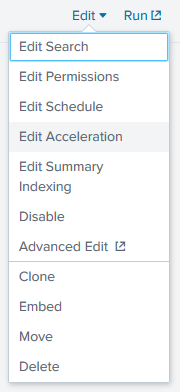 Edit Run
Edit Search
Edit Permissions
Edit Schedule
Edit Acceleration
Edit Summary
Indexing
Disable
Advanced Edit
Clone
Embed
Move
Delete